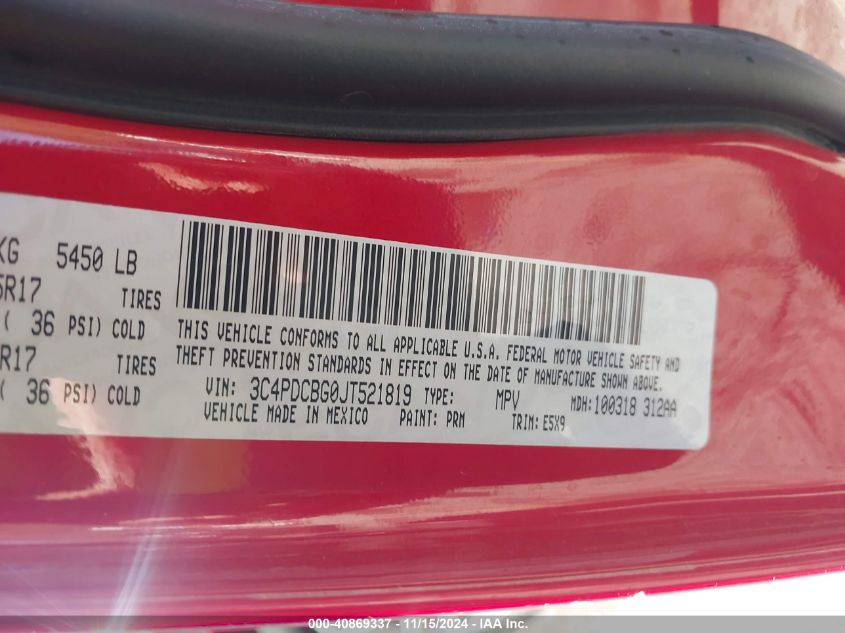 KG 5450 LB
5R17 TIRES
( 36 PSI) COLD
R17 TIRES
( 36 PSI) COLD
THIS VEHICLE CONFORMS TO ALL APPLICABLE U.S.A. FEDERAL MOTOR VEHICLE SAFETY AND
THEFT PREVENTION STANDARDS IN EFFECT ON THE DATE OF MANUFACTURE SHOWN ABOVE.
VIN: 3C4PDCBG0JT521819 TYPE: MPV MDH:100318 312AA
VEHICLE MADE IN MEXICO PAINT: PRM TRIM: E5X9
000-40869337 — 11/15/2024 — IAA Inc.